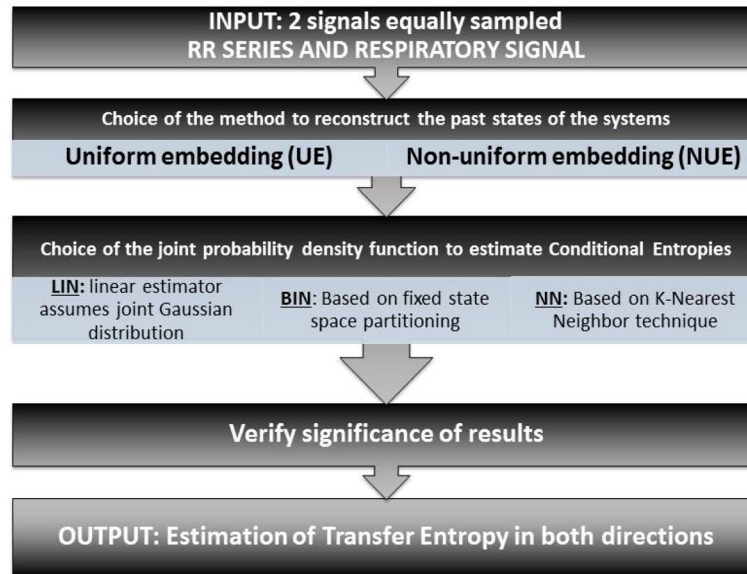 INPUT: 2 signals equally sampled
RR SERIES AND RESPIRATORY SIGNAL
Choice of the method to reconstruct the past states of the systems
Uniform embedding (UE)
Non-uniform embedding (NUE)
Choice of the joint probability density function to estimate Conditional Entropies
LIN: linear estimator
assumes joint Gaussian
distribution
BIN: Based on fixed state
space partitioning
NN: Based on K-Nearest
Neighbor technique
Verify significance of results
OUTPUT: Estimation of Transfer Entropy in both directions